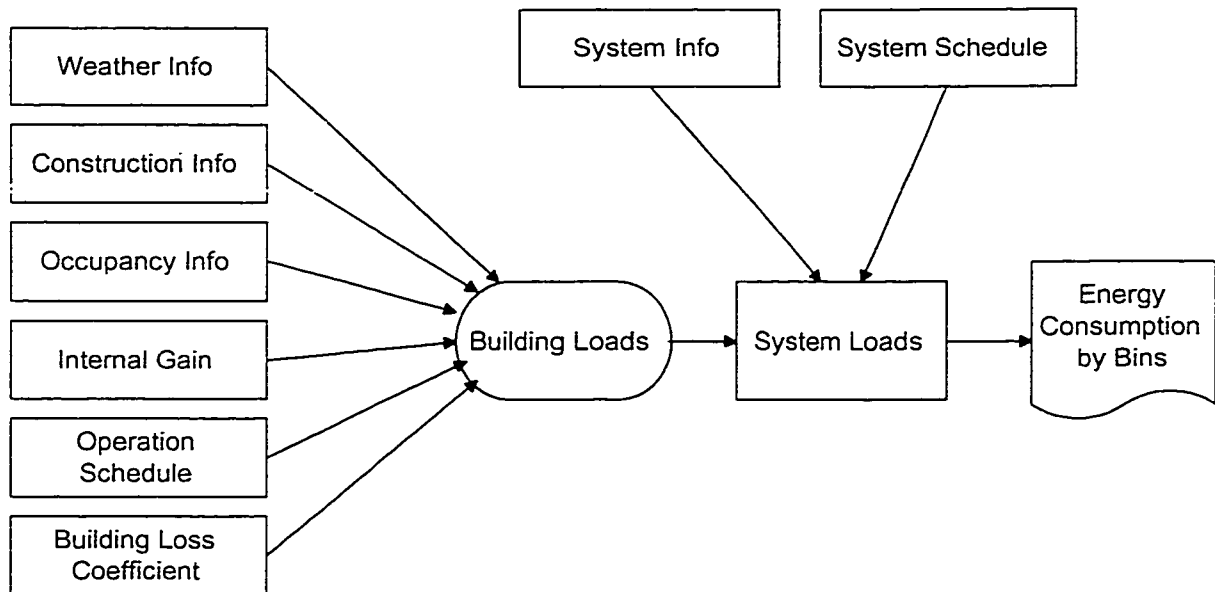 Weather Info
Construction Info
Occupancy Info
Internal Gain
Operation
Schedule
Building Loss
Coefficient
System Info
System Schedule
Building Loads
System Loads
Energy
Consumption
by Bins